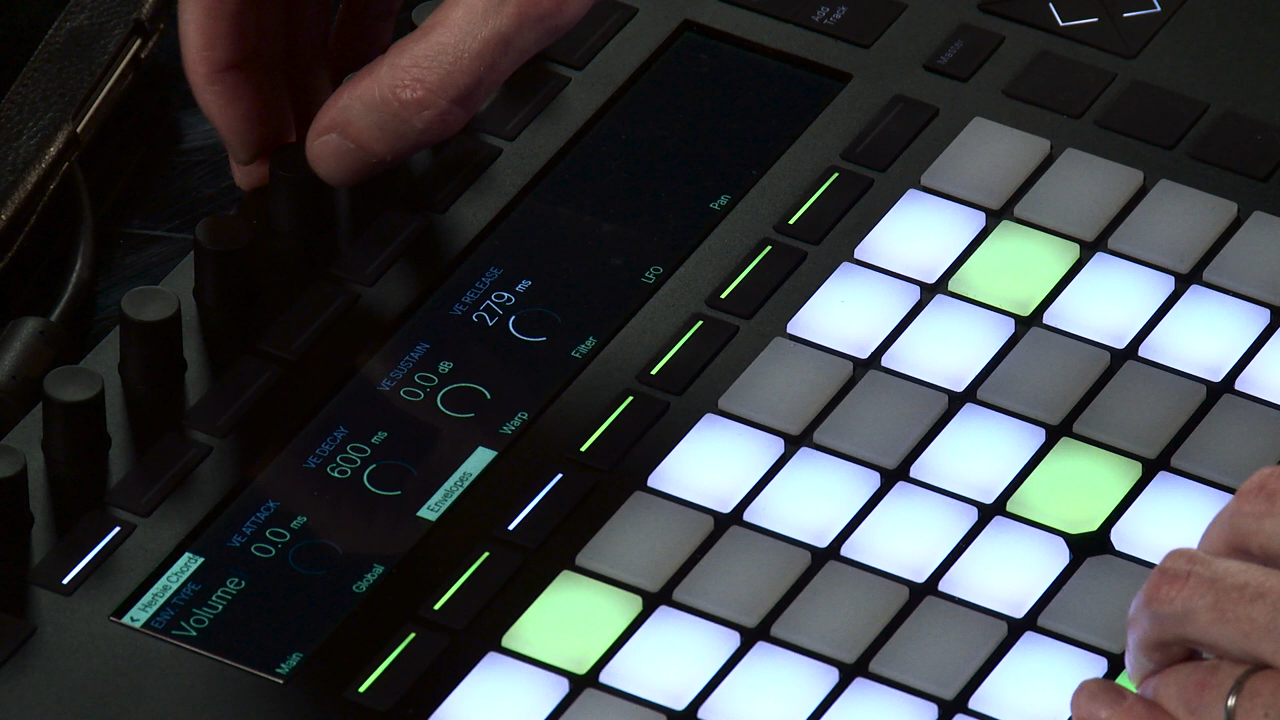 Add
Track
Master
< Herbie Chord
ENV. TYPE
Volume
VE ATTACK
0.0 ms
VE DECAY
600 ms
VE SUSTAIN
0.0 dB
VE RELEASE
279 ms
Main
Global
Envelopes
Warp
Filter
LFO
Pan